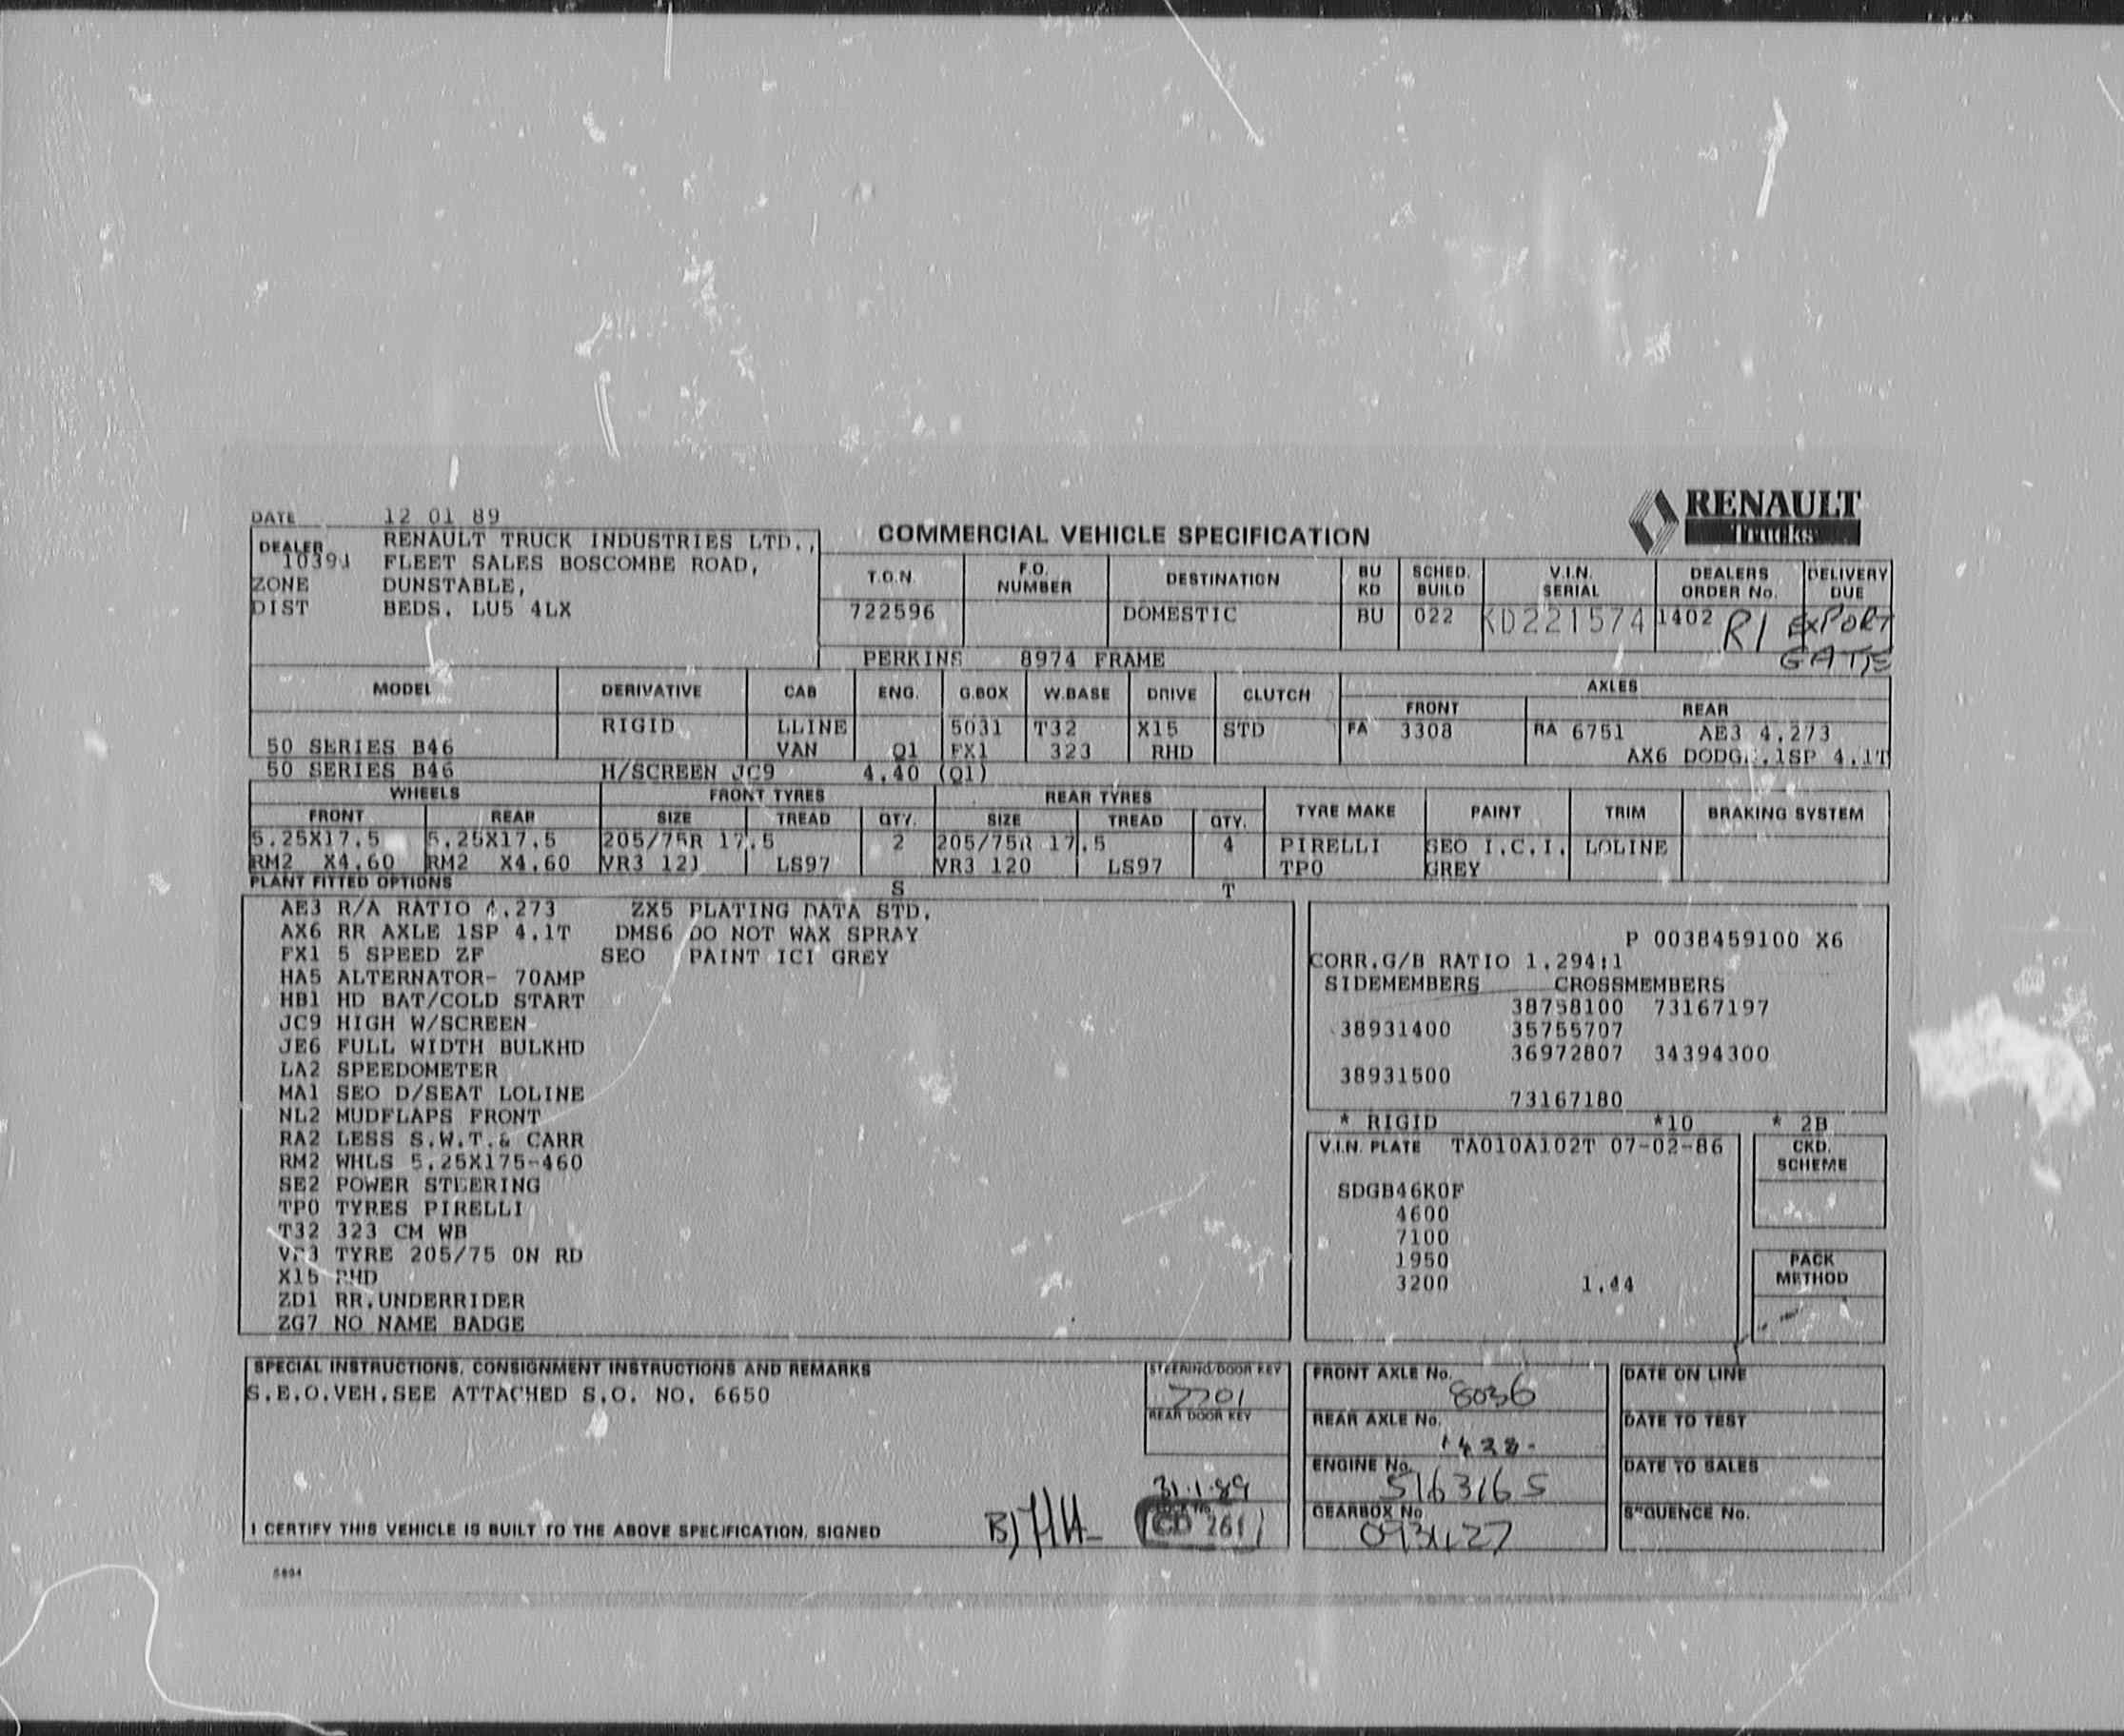 RENAULT
Trucks
DATE 12 01 89
COMMERCIAL VEHICLE SPECIFICATION
DEALER RENAULT TRUCK INDUSTRIES LTD.,
FLEET SALES BOSCOMBE ROAD,
ZONE DUNSTABLE,
DIST BEDS. LU5 4LX
T.O.N. F.O. NUMBER DESTINATION BU KD SCHED. BUILD V.I.N. SERIAL DEALERS ORDER No. DELIVERY DUE
722596 DOMESTIC BU 022 KD221574 1402 R1 EXPORT
GATE
PERKINS 8974 FRAME
MODEL DERIVATIVE CAB ENG. G.BOX W.BASE DRIVE CLUTCH AXLES
FRONT REAR
RIGID LLINE 5031 T32 X15 STD FA 3308 RA 6751 AE3 4.273
50 SERIES B46 VAN Q1 FX1 323 RHD AX6 DODGE.1SP 4.1T
50 SERIES B46 H/SCREEN JC9 4.40 (Q1)
WHEELS FRONT TYRES REAR TYRES TYRE MAKE PAINT TRIM BRAKING SYSTEM
FRONT REAR SIZE TREAD QTY. SIZE TREAD QTY.
5.25X17.5 5.25X17.5 205/75R 17.5 2 205/75R 17.5 4 PIRELLI SEO I.C.I. LOLINE
RM2 X4.60 RM2 X4.60 VR3 120 LS97 VR3 120 LS97 TP0 GREY
PLANT FITTED OPTIONS S T
AE3 R/A RATIO 4.273 ZX5 PLATING DATA STD.
AX6 RR AXLE 1SP 4.1T DMS6 DO NOT WAX SPRAY
FX1 5 SPEED ZF SEO PAINT ICI GREY
HA5 ALTERNATOR- 70AMP
HB1 HD BAT/COLD START
JC9 HIGH W/SCREEN
JE6 FULL WIDTH BULKHD
LA2 SPEEDOMETER
MA1 SEO D/SEAT LOLINE
NL2 MUDFLAPS FRONT
RA2 LESS S.W.T.& CARR
RM2 WHLS 5.25X175-460
SE2 POWER STEERING
TP0 TYRES PIRELLI
T32 323 CM WB
VR3 TYRE 205/75 ON RD
X15 RHD
ZD1 RR.UNDERRIDER
ZG7 NO NAME BADGE
P 0038459100 X6
CORR.G/B RATIO 1.294:1
SIDEMEMBERS CROSSMEMBERS
38758100 73167197
38931400 35755707
36972807 34394300
38931500
73167180
* RIGID *10 * 2B
V.I.N. PLATE TA010A102T 07-02-86
CKD. SCHEME
SDGB46K0F
4600
7100
1950
3200 1.44
PACK METHOD
SPECIAL INSTRUCTIONS, CONSIGNMENT INSTRUCTIONS AND REMARKS
S.E.O.VEH.SEE ATTACHED S.O. NO. 6650
STEERING/DOOR KEY
2201
REAR DOOR KEY
31.1.89
CD 261
I CERTIFY THIS VEHICLE IS BUILT TO THE ABOVE SPECIFICATION, SIGNED
FRONT AXLE No. 8036
REAR AXLE No. 1428
ENGINE No. 5163165
GEARBOX No
DATE ON LINE
DATE TO TEST
DATE TO SALES
SEQUENCE No.